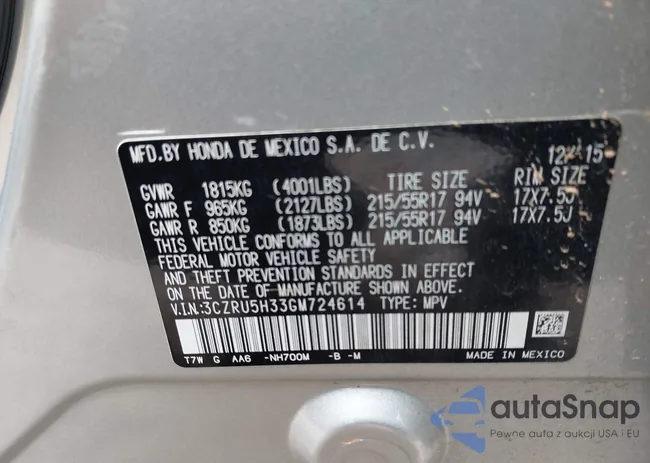 MFD.BY HONDA DE MEXICO S.A. DE C.V. 12/15
GVWR 1815KG (4001LBS) TIRE SIZE RIM SIZE
GAWR F 965KG (2127LBS) 215/55R17 94V 17X7.5J
GAWR R 850KG (1873LBS) 215/55R17 94V 17X7.5J
THIS VEHICLE CONFORMS TO ALL APPLICABLE
FEDERAL MOTOR VEHICLE SAFETY
AND THEFT PREVENTION STANDARDS IN EFFECT
ON THE DATE OF MANUFACTURE SHOWN ABOVE.
V.I.N:3CZRU5H33GM724614 TYPE: MPV
T7W G AA6 -NH700M -B -M MADE IN MEXICO
autaSnap
Pewne auta z aukcji USA i EU